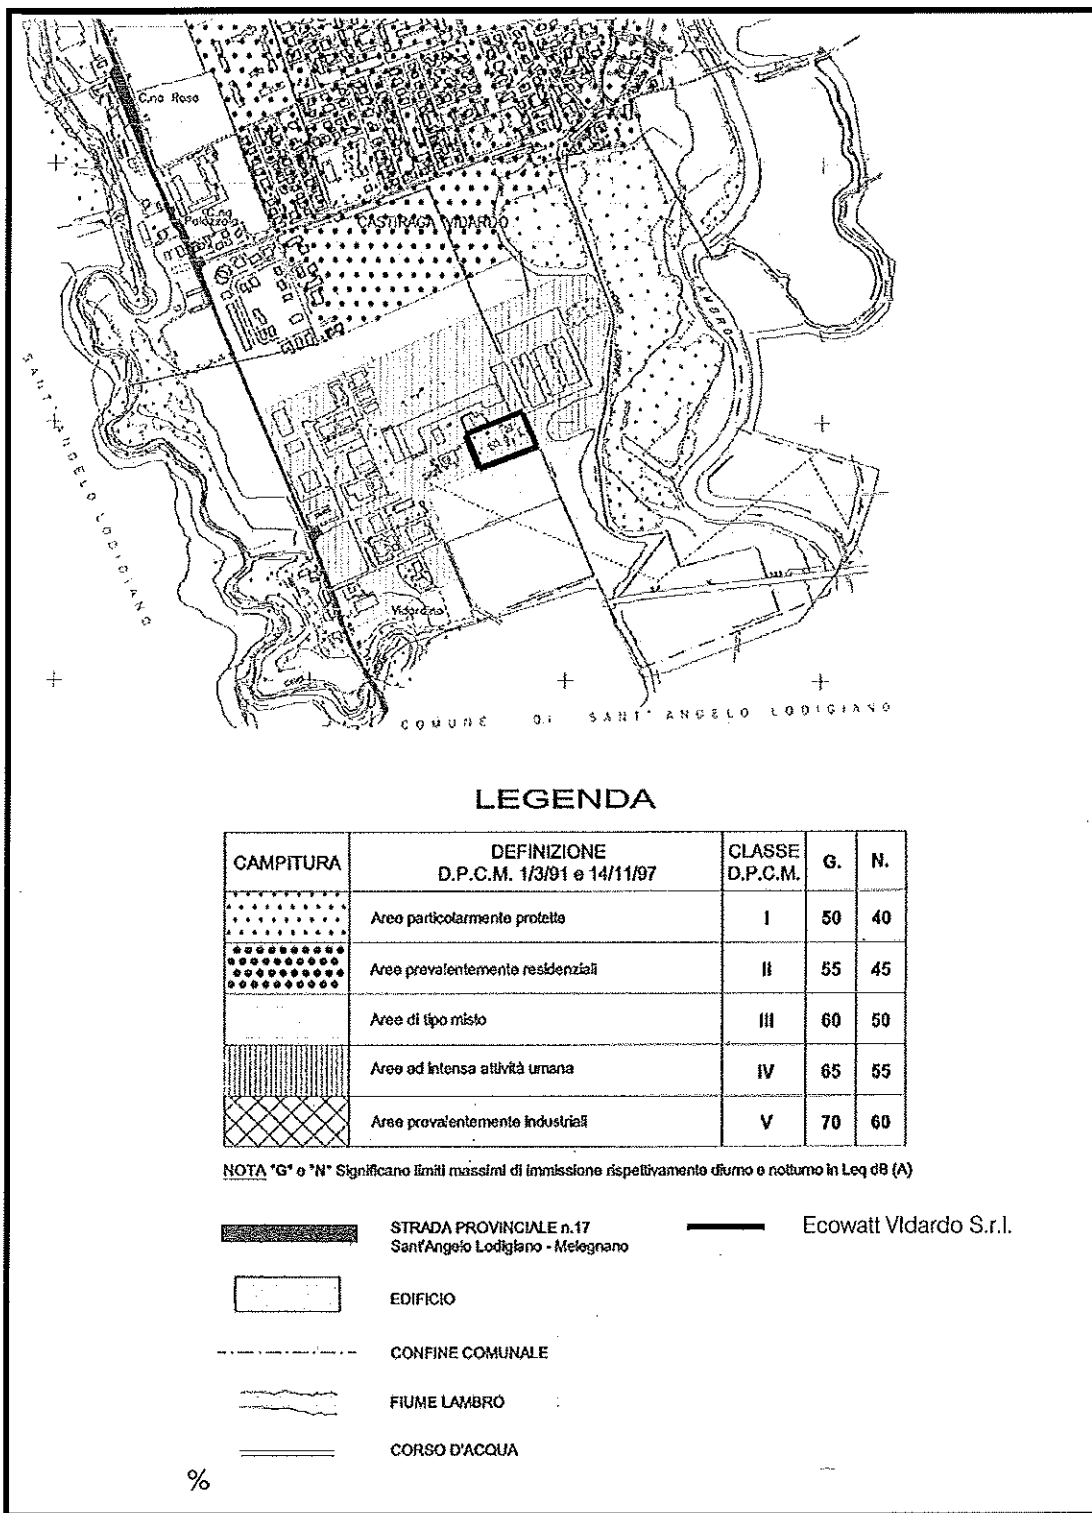 C.na Rosa
C.na
Palazzola
CASTIRAGA VIDARDO
LAMBRO
SANT'ANGELO LODIGIANO
Vidardino
COMUNE DI SANT'ANGELO LODIGIANO
LEGENDA
CAMPITURA DEFINIZIONE D.P.C.M. 1/3/91 e 14/11/97 CLASSE D.P.C.M. G. N.
Aree particolarmente protette I 50 40
Aree prevalentemente residenziali II 55 45
Aree di tipo misto III 60 50
Aree ad intensa attività umana IV 65 55
Aree prevalentemente industriali V 70 60
NOTA "G" e "N" Significano limiti massimi di immissione rispettivamente diurno e notturno in Leq dB (A)
STRADA PROVINCIALE n.17
Sant'Angelo Lodigiano - Melegnano
Ecowatt VIdardo S.r.l.
EDIFICIO
CONFINE COMUNALE
FIUME LAMBRO
CORSO D'ACQUA
%